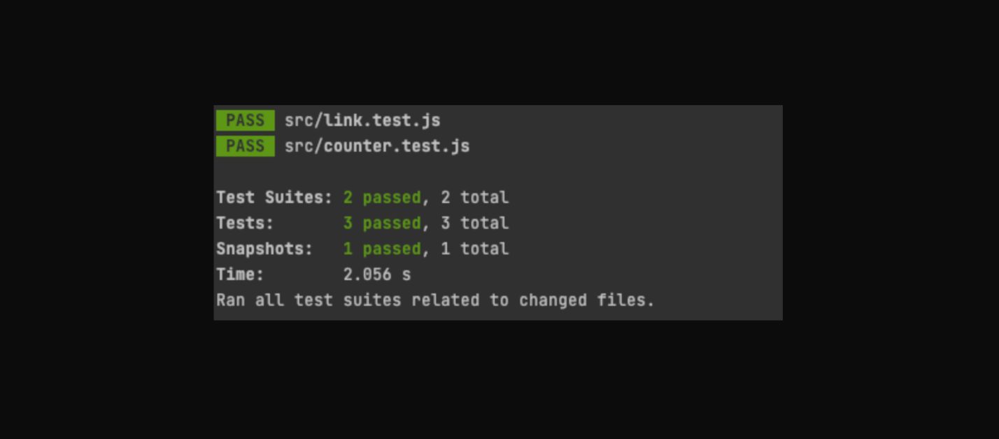 PASS src/link.test.js
PASS src/counter.test.js
Test Suites: 2 passed, 2 total
Tests: 3 passed, 3 total
Snapshots: 1 passed, 1 total
Time: 2.056 s
Ran all test suites related to changed files.